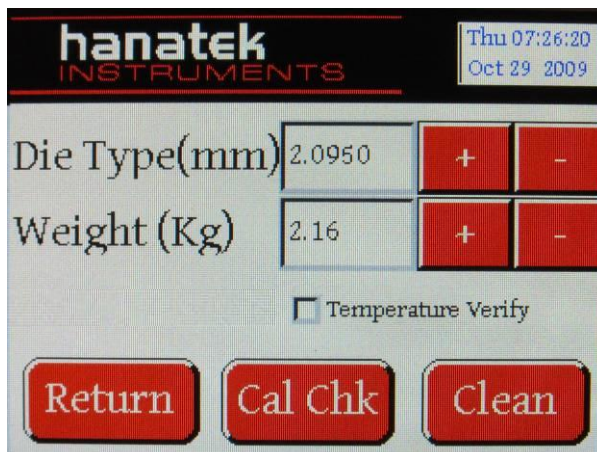 hanatek
INSTRUMENTS
Thu 07:26:20
Oct 29 2009
Die Type(mm) 2.0950 + -
Weight (Kg) 2.16 + -
Temperature Verify
Return Cal Chk Clean